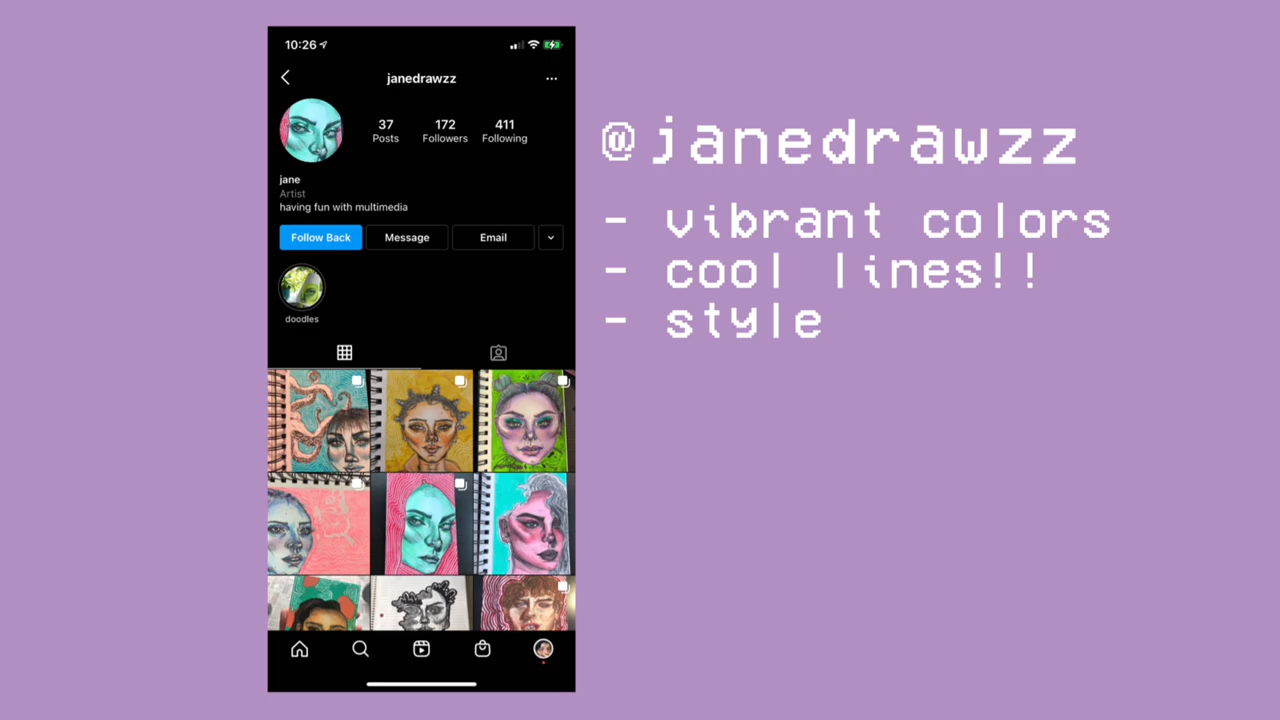 10:26
janedrawzz
37 172 411
Posts Followers Following
jane
Artist
having fun with multimedia
Follow Back Message Email
doodles
@janedrawzz
- vibrant colors
- cool lines!!
- style